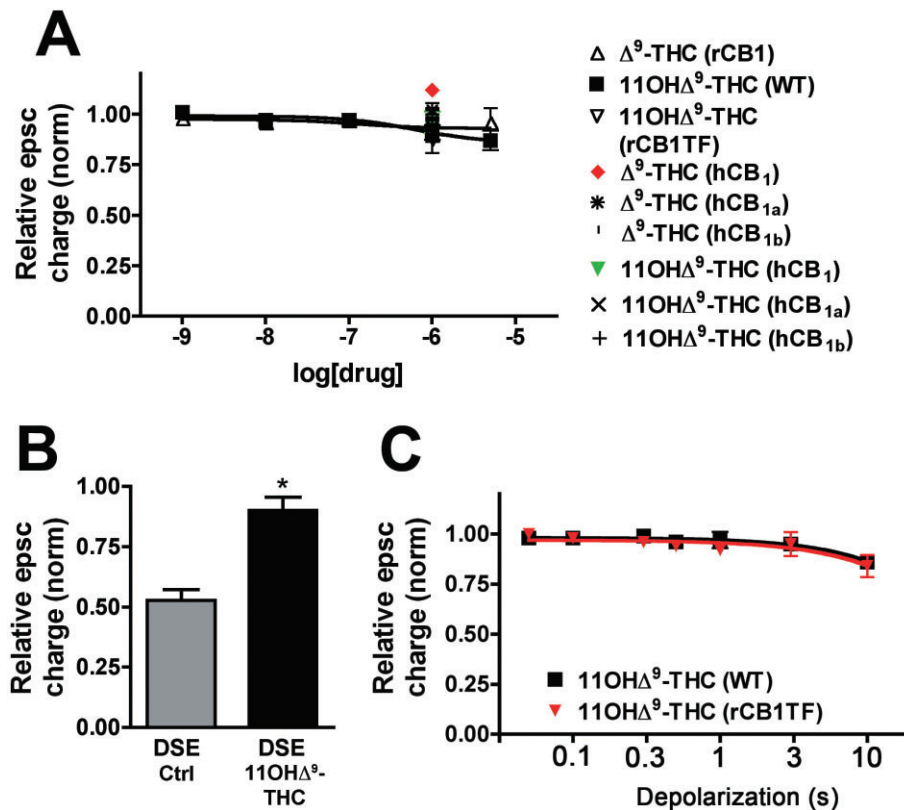 A
Relative epsc
charge (norm)
1.00
0.75
0.50
0.25
0.00
-9
-8
-7
-6
-5
log[drug]
Δ⁹-THC (rCB1)
11OHΔ⁹-THC (WT)
11OHΔ⁹-THC
(rCB1TF)
Δ⁹-THC (hCB₁)
Δ⁹-THC (hCB₁ₐ)
Δ⁹-THC (hCB₁b)
11OHΔ⁹-THC (hCB₁)
11OHΔ⁹-THC (hCB₁ₐ)
11OHΔ⁹-THC (hCB₁b)
B
Relative epsc
charge (norm)
1.00
0.75
0.50
0.25
0.00
*
DSE
Ctrl
DSE
11OHΔ⁹-
THC
C
Relative epsc
charge (norm)
1.00
0.75
0.50
0.25
0.00
11OHΔ⁹-THC (WT)
11OHΔ⁹-THC (rCB1TF)
0.1
0.3
1
3
10
Depolarization (s)